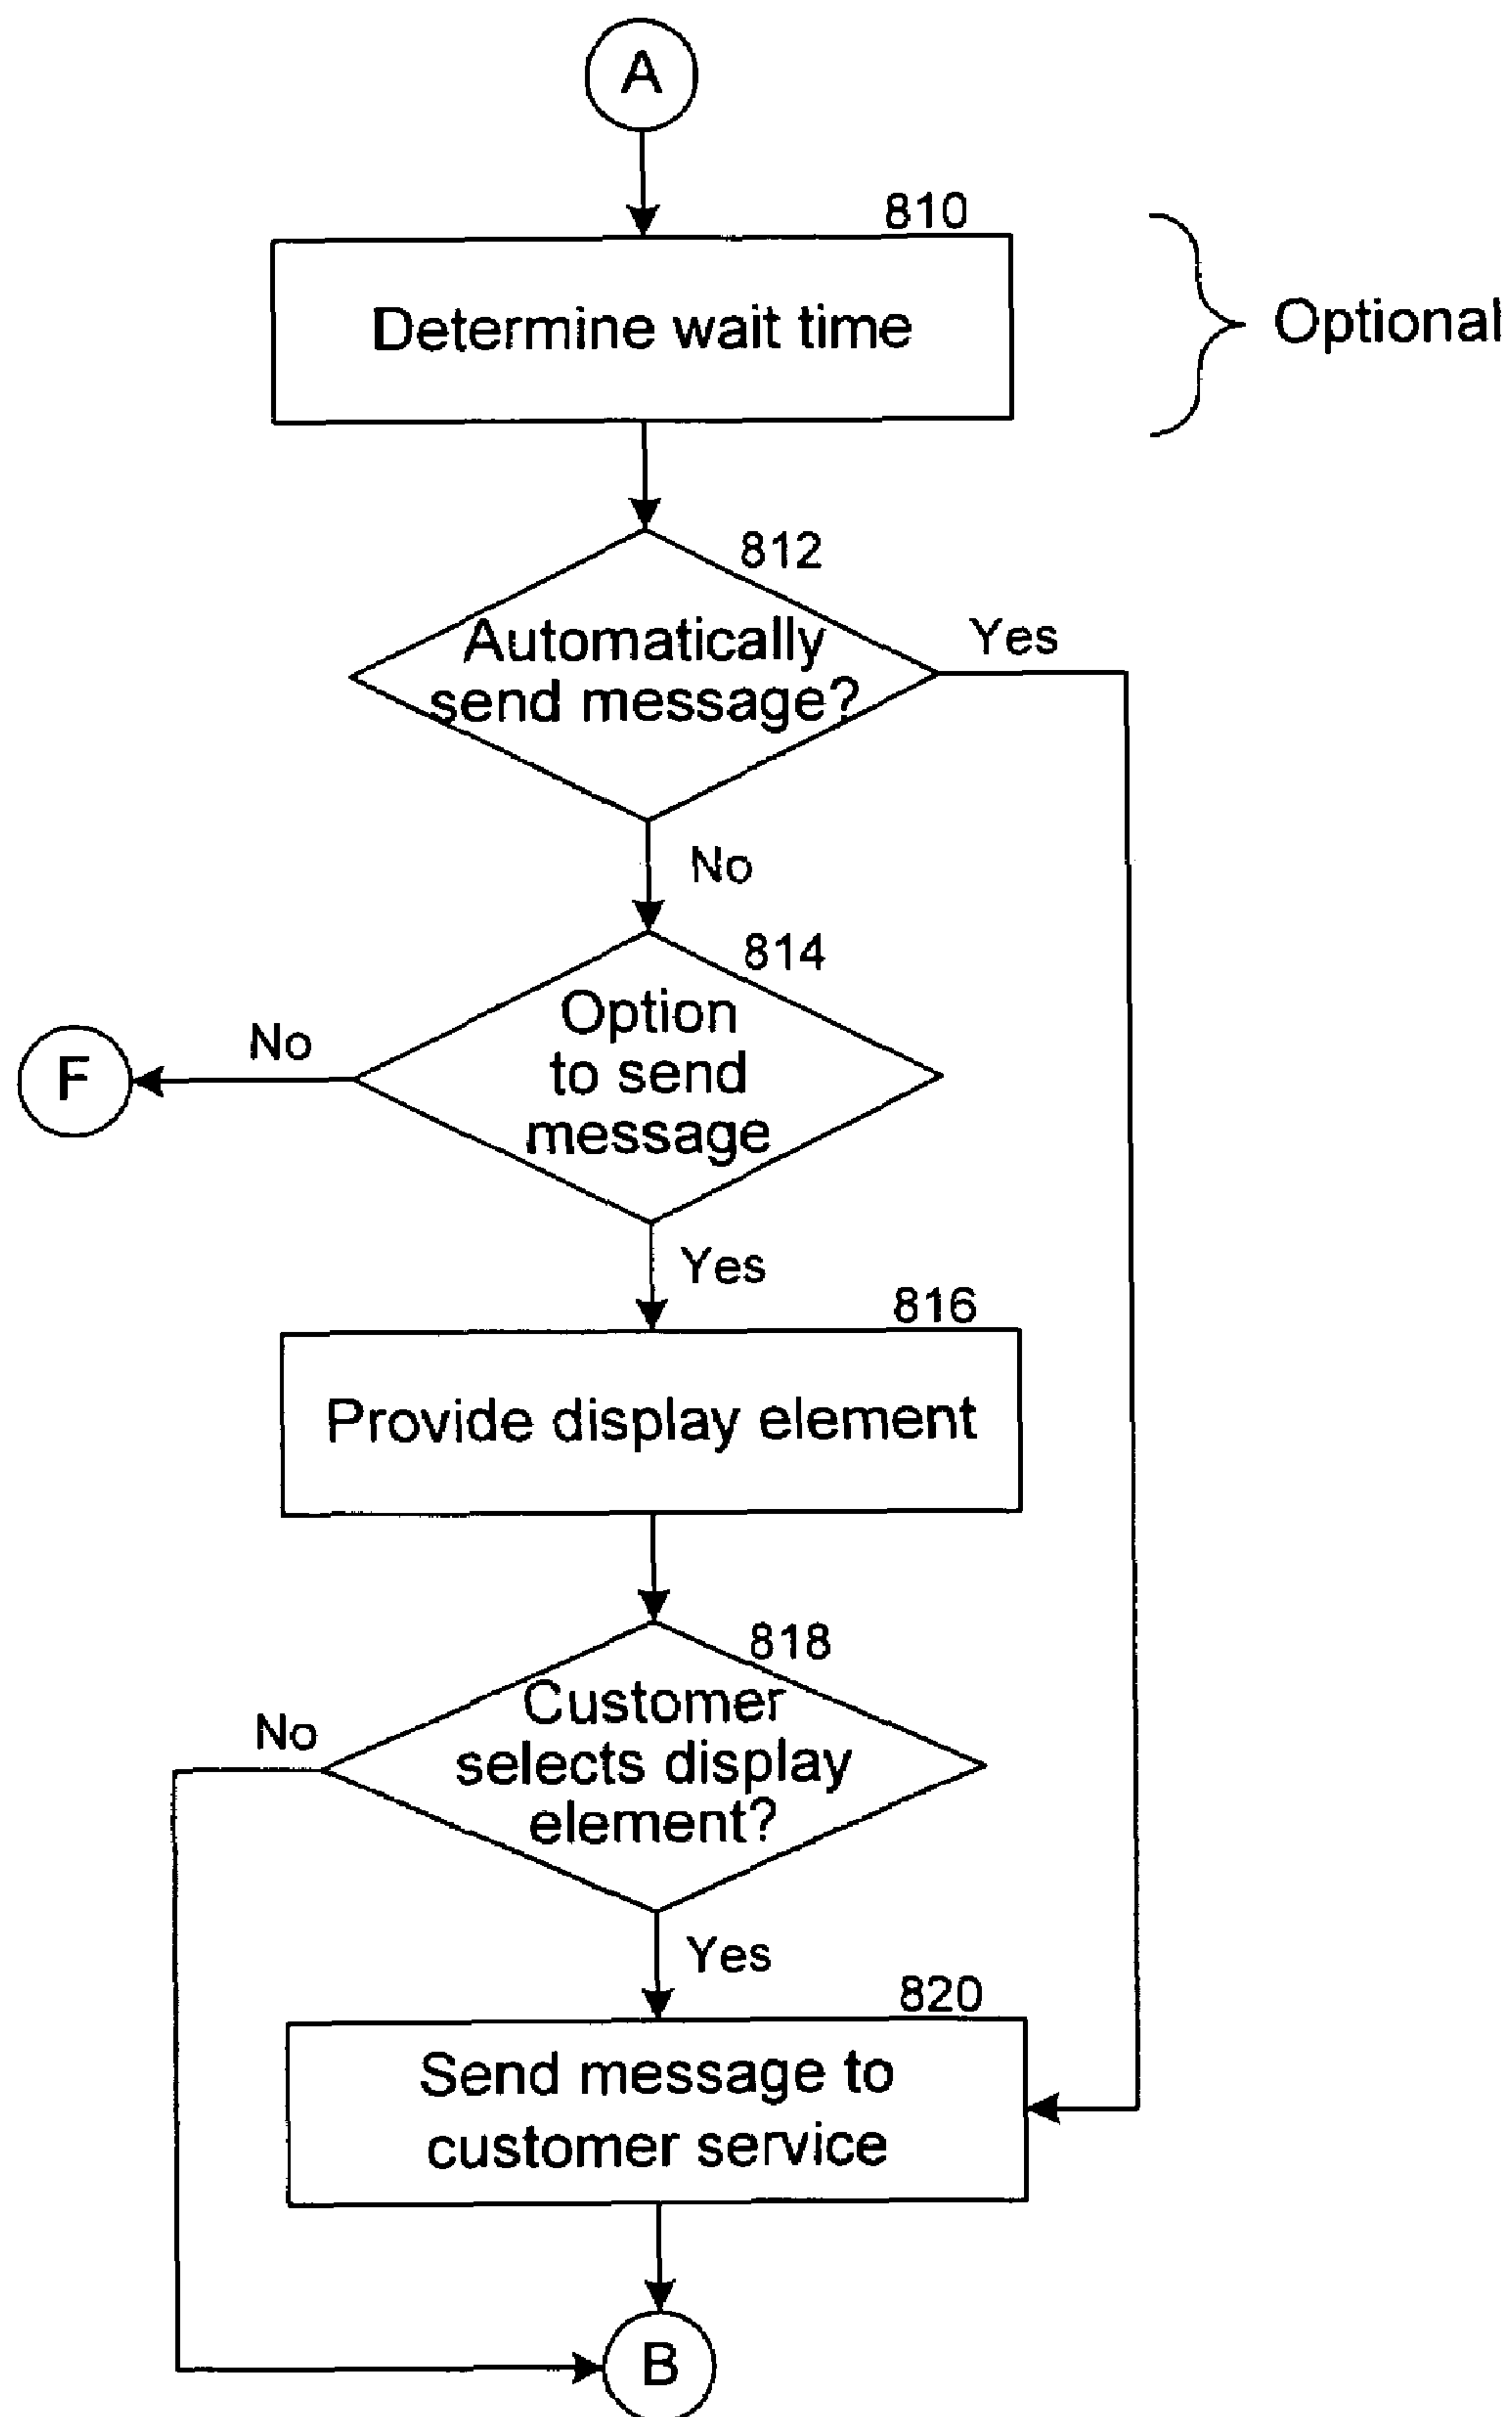 A
810
Determine wait time
Optional
812
Automatically
send message?
Yes
No
814
Option
to send
message
No
F
Yes
816
Provide display element
818
Customer
selects display
element?
No
Yes
820
Send message to
customer service
B